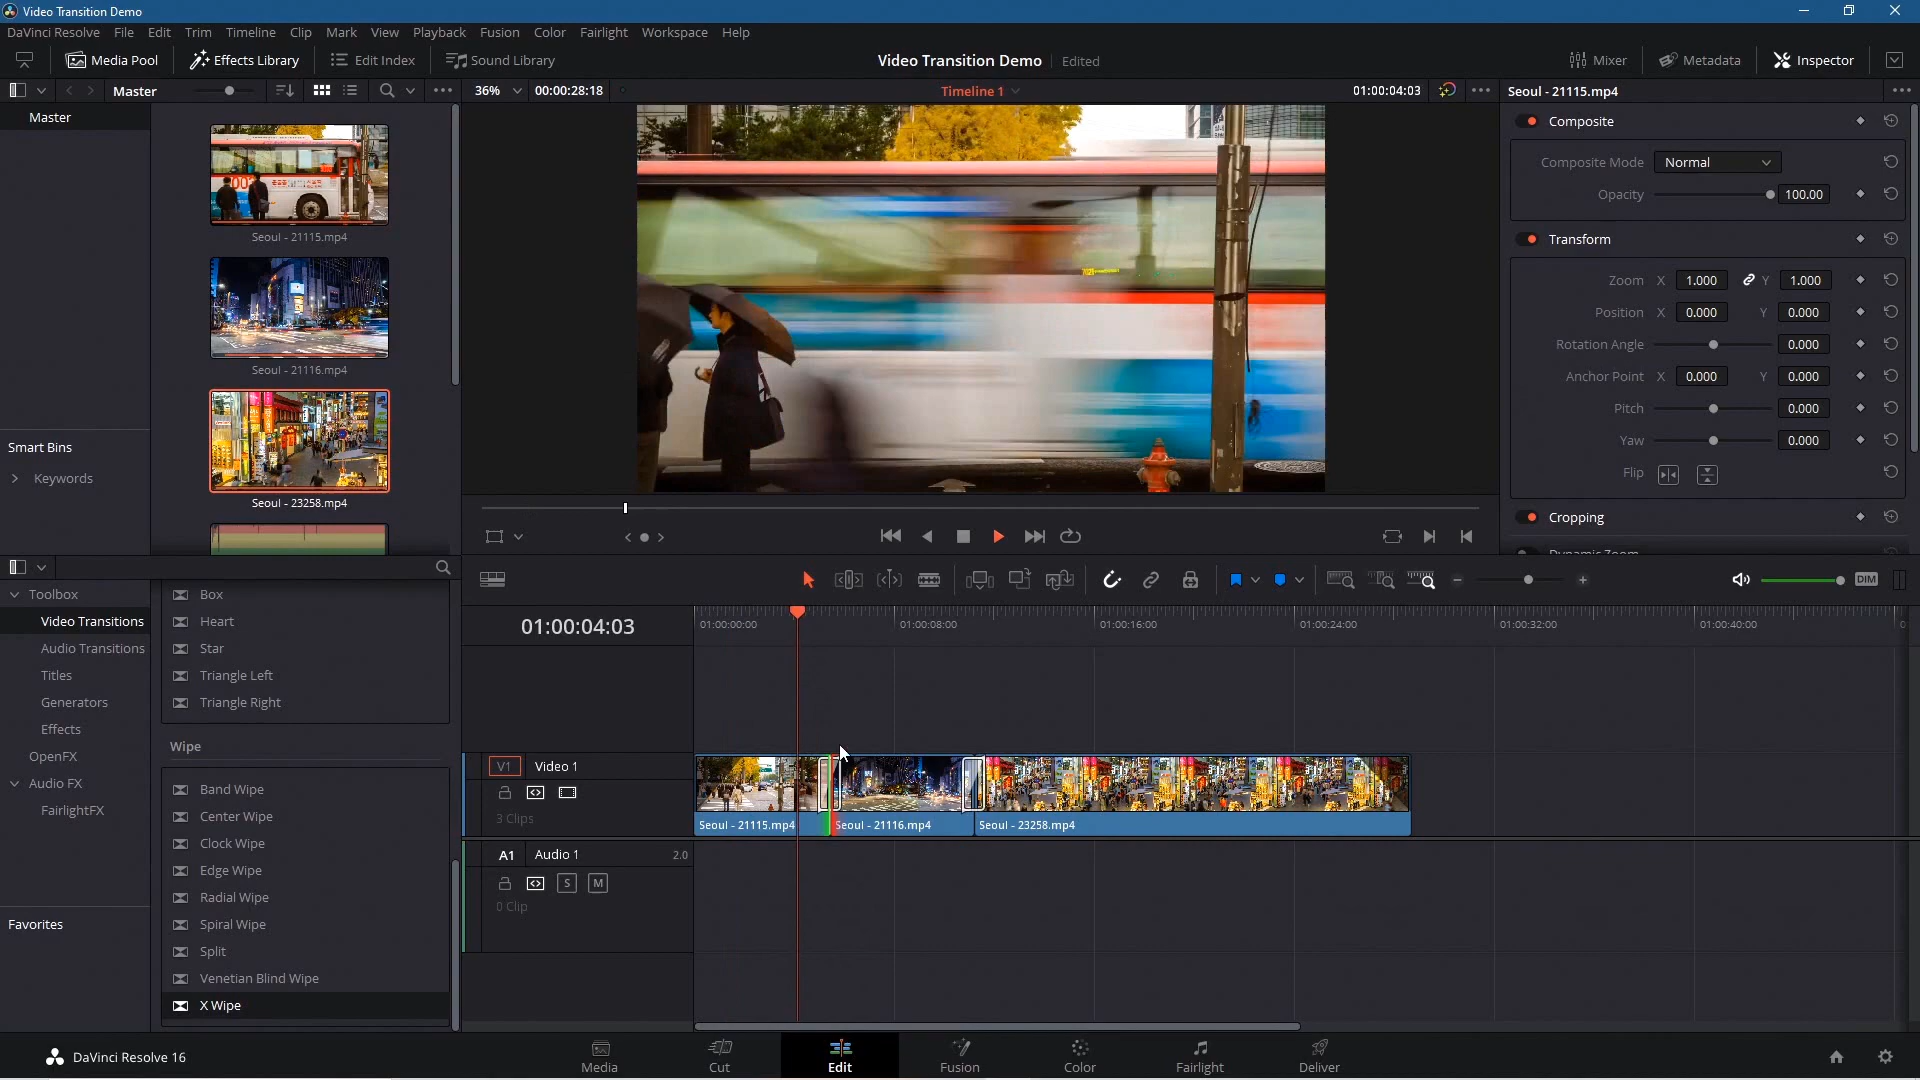 Video Transition Demo
DaVinci Resolve File Edit Trim Timeline Clip Mark View Playback Fusion Color Fairlight Workspace Help
Media Pool Effects Library Edit Index Sound Library Video Transition Demo Edited Mixer Metadata Inspector
Master 36% 00:00:28:18 Timeline 1 01:00:04:03 Seoul - 21115.mp4
Master
Seoul - 21115.mp4
Seoul - 21116.mp4
Seoul - 23258.mp4
Smart Bins
Keywords
Composite
Composite Mode Normal
Opacity 100.00
Transform
Zoom X 1.000 Y 1.000
Position X 0.000 Y 0.000
Rotation Angle 0.000
Anchor Point X 0.000 Y 0.000
Pitch 0.000
Yaw 0.000
Flip
Cropping
Dynamic Zoom
Toolbox
Video Transitions
Audio Transitions
Titles
Generators
Effects
OpenFX
Audio FX
FairlightFX
Favorites
Box
Heart
Star
Triangle Left
Triangle Right
Wipe
Band Wipe
Center Wipe
Clock Wipe
Edge Wipe
Radial Wipe
Spiral Wipe
Split
Venetian Blind Wipe
X Wipe
DIM
01:00:04:03
01:00:00:00 01:00:08:00 01:00:16:00 01:00:24:00 01:00:32:00 01:00:40:00
V1 Video 1
3 Clips
Seoul - 21115.mp4 Seoul - 21116.mp4 Seoul - 23258.mp4
A1 Audio 1 2.0
S M
0 Clip
DaVinci Resolve 16
Media Cut Edit Fusion Color Fairlight Deliver